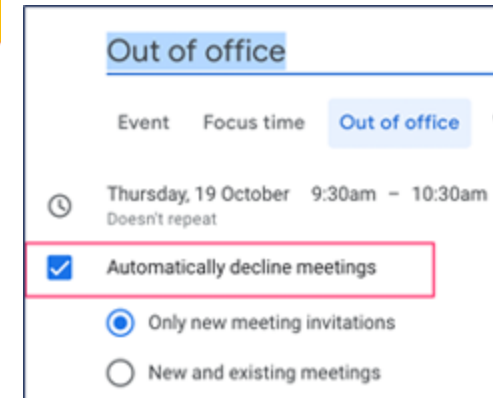 Out of office
Event Focus time Out of office
Thursday, 19 October 9:30am – 10:30am
Doesn't repeat
Automatically decline meetings
Only new meeting invitations
New and existing meetings